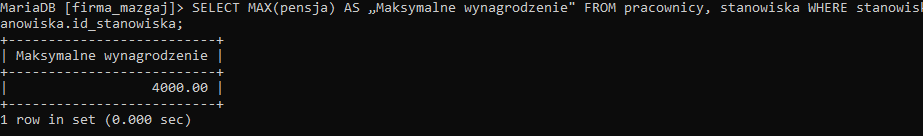 MariaDB [firma_mazgaj]> SELECT MAX(pensja) AS „Maksymalne wynagrodzenie" FROM pracownicy, stanowiska WHERE stanowisk
anowiska.id_stanowiska;
+--------------------------+
| Maksymalne wynagrodzenie |
+--------------------------+
|                  4000.00 |
+--------------------------+
1 row in set (0.000 sec)